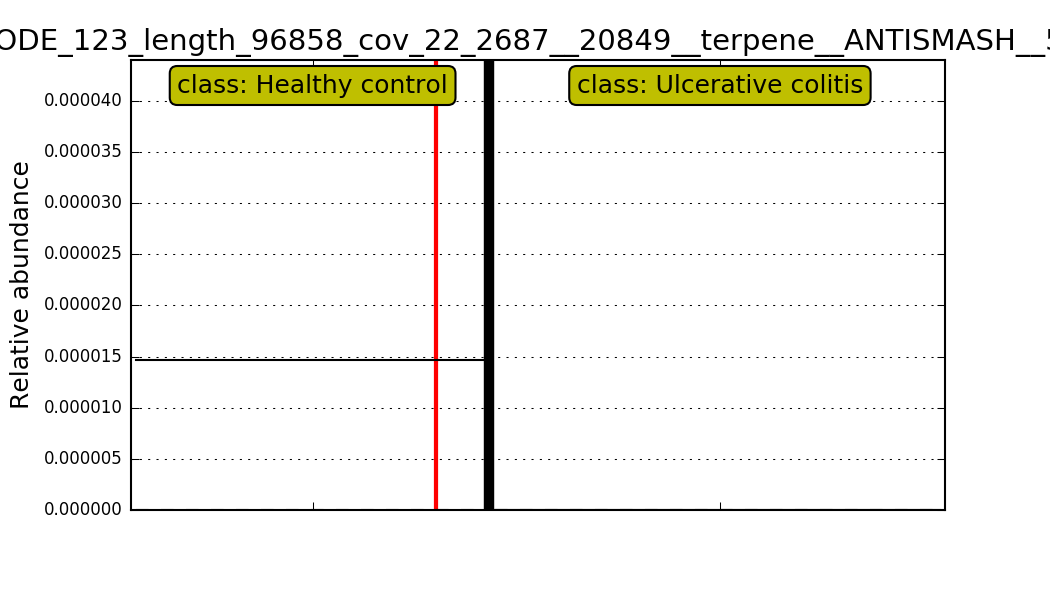 ODE_123_length_96858_cov_22_2687__20849__terpene__ANTISMASH__5
class: Healthy control
class: Ulcerative colitis
Relative abundance
0.000040
0.000035
0.000030
0.000025
0.000020
0.000015
0.000010
0.000005
0.000000